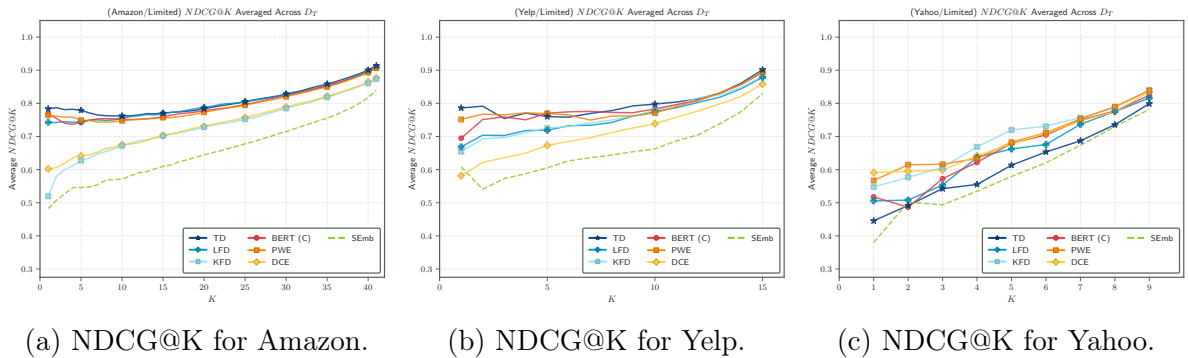 (Amazon/Limited) NDCG@K Averaged Across D_T
Average NDCG@K
1.0
0.9
0.8
0.7
0.6
0.5
0.4
0.3
TD
LFD
KFD
BERT (C)
PWE
DCE
SEmb
1 5 10 15 20 25 30 35 40
K
(a) NDCG@K for Amazon.
(Yelp/Limited) NDCG@K Averaged Across D_T
Average NDCG@K
1.0
0.9
0.8
0.7
0.6
0.5
0.4
0.3
TD
LFD
KFD
BERT (C)
PWE
DCE
SEmb
1 5 10 15
K
(b) NDCG@K for Yelp.
(Yahoo/Limited) NDCG@K Averaged Across D_T
Average NDCG@K
1.0
0.9
0.8
0.7
0.6
0.5
0.4
0.3
TD
LFD
KFD
BERT (C)
PWE
DCE
SEmb
1 2 3 4 5 6 7 8 9
K
(c) NDCG@K for Yahoo.